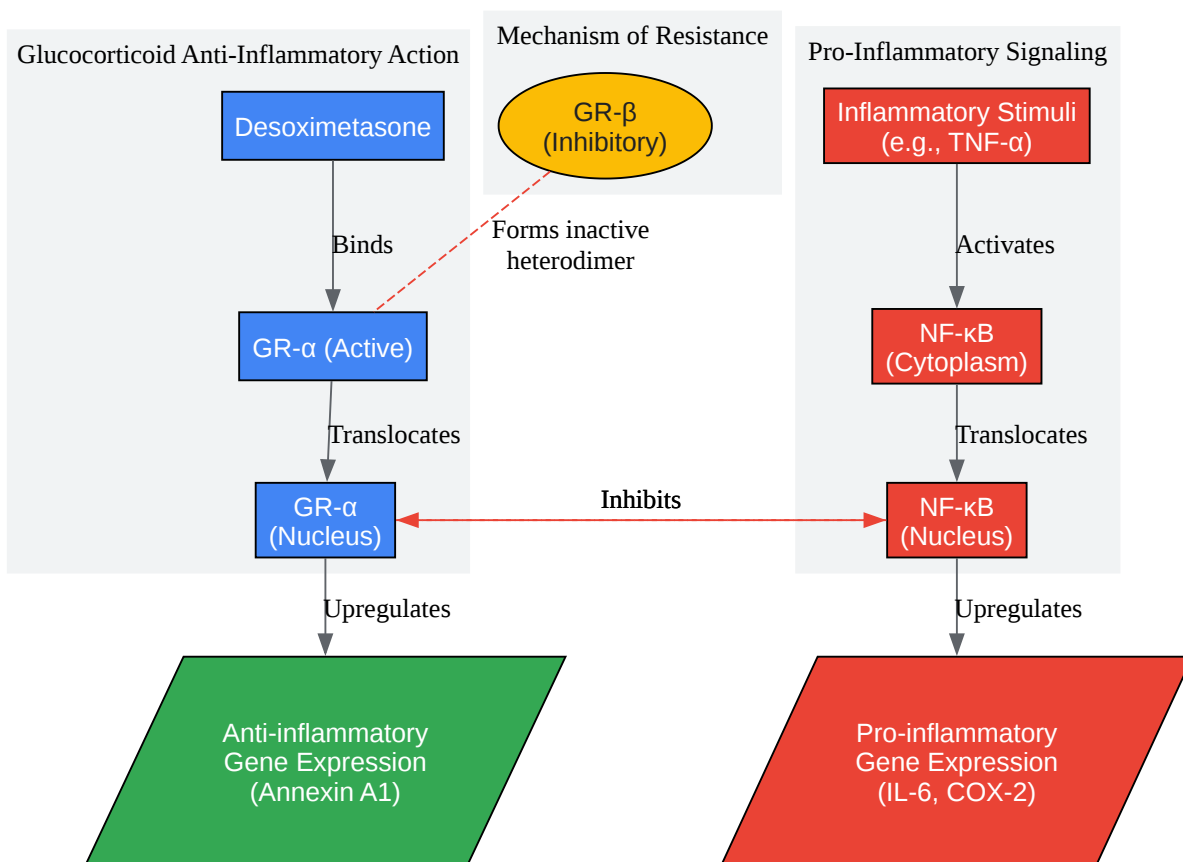 Glucocorticoid Anti-Inflammatory Action
Mechanism of Resistance
Pro-Inflammatory Signaling
Desoximetasone
GR-β
(Inhibitory)
Inflammatory Stimuli
(e.g., TNF-α)
Binds
Forms inactive
heterodimer
Activates
GR-α (Active)
NF-κB
(Cytoplasm)
Translocates
Translocates
GR-α
(Nucleus)
Inhibits
NF-κB
(Nucleus)
Upregulates
Upregulates
Anti-inflammatory
Gene Expression
(Annexin A1)
Pro-inflammatory
Gene Expression
(IL-6, COX-2)